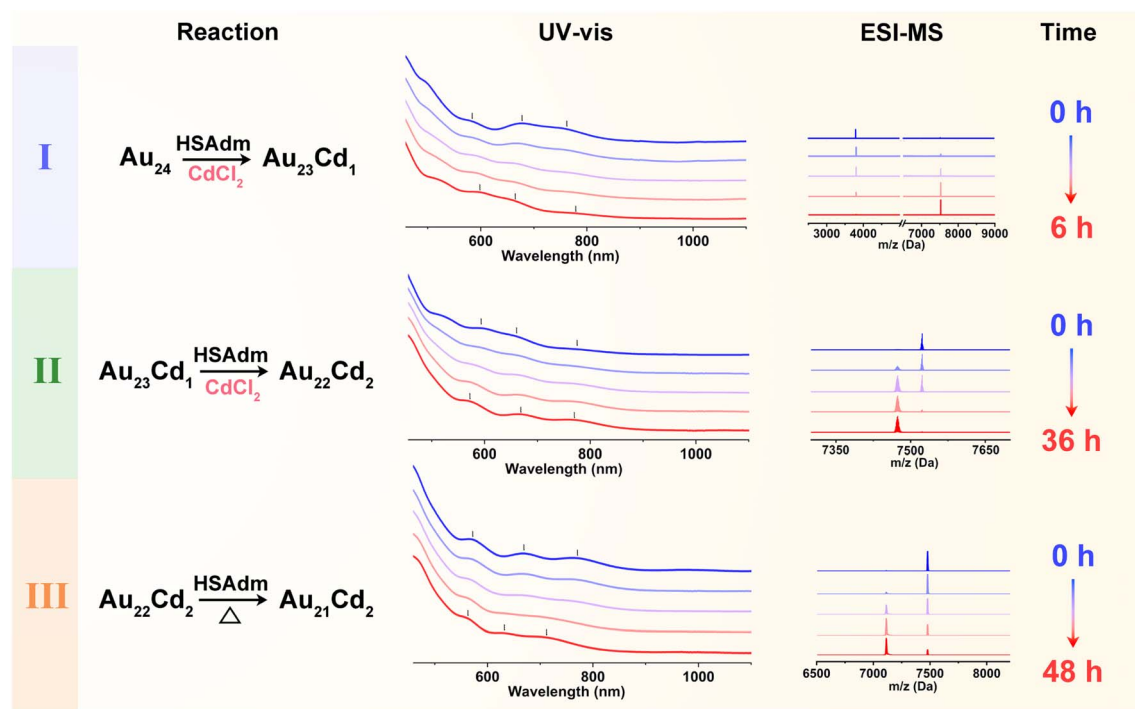 Reaction UV-vis ESI-MS Time
I
Au24 HSAdm CdCl2 Au23Cd1
600 800 1000
Wavelength (nm)
3000 4000 7000 8000 9000
m/z (Da)
0 h
6 h
II
Au23Cd1 HSAdm CdCl2 Au22Cd2
600 800 1000
Wavelength (nm)
7350 7500 7650
m/z (Da)
0 h
36 h
III
Au22Cd2 HSAdm △ Au21Cd2
600 800 1000
Wavelength (nm)
6500 7000 7500 8000
m/z (Da)
0 h
48 h